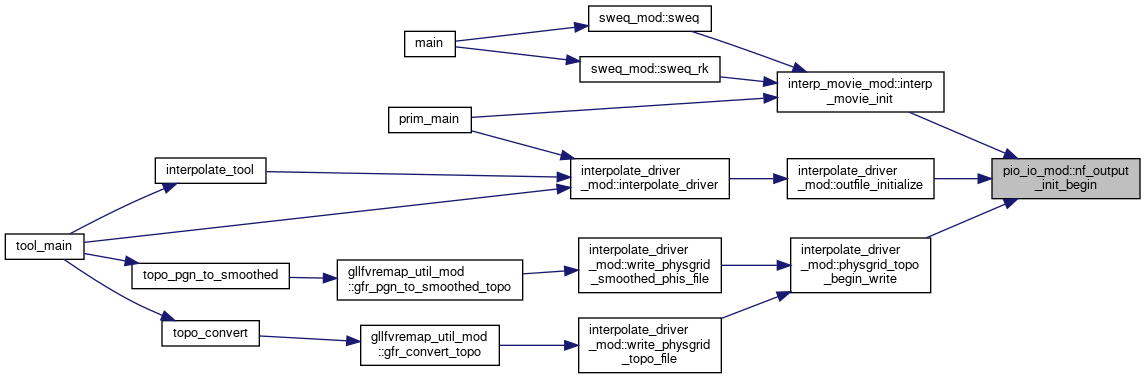 sweq_mod::sweq
main
sweq_mod::sweq_rk
interp_movie_mod::interp
_movie_init
prim_main
interpolate_tool
interpolate_driver
_mod::interpolate_driver
interpolate_driver
_mod::outfile_initialize
pio_io_mod::nf_output
_init_begin
tool_main
topo_pgn_to_smoothed
gllfvremap_util_mod
::gfr_pgn_to_smoothed_topo
interpolate_driver
_mod::write_physgrid
_smoothed_phis_file
interpolate_driver
_mod::physgrid_topo
_begin_write
topo_convert
gllfvremap_util_mod
::gfr_convert_topo
interpolate_driver
_mod::write_physgrid
_topo_file